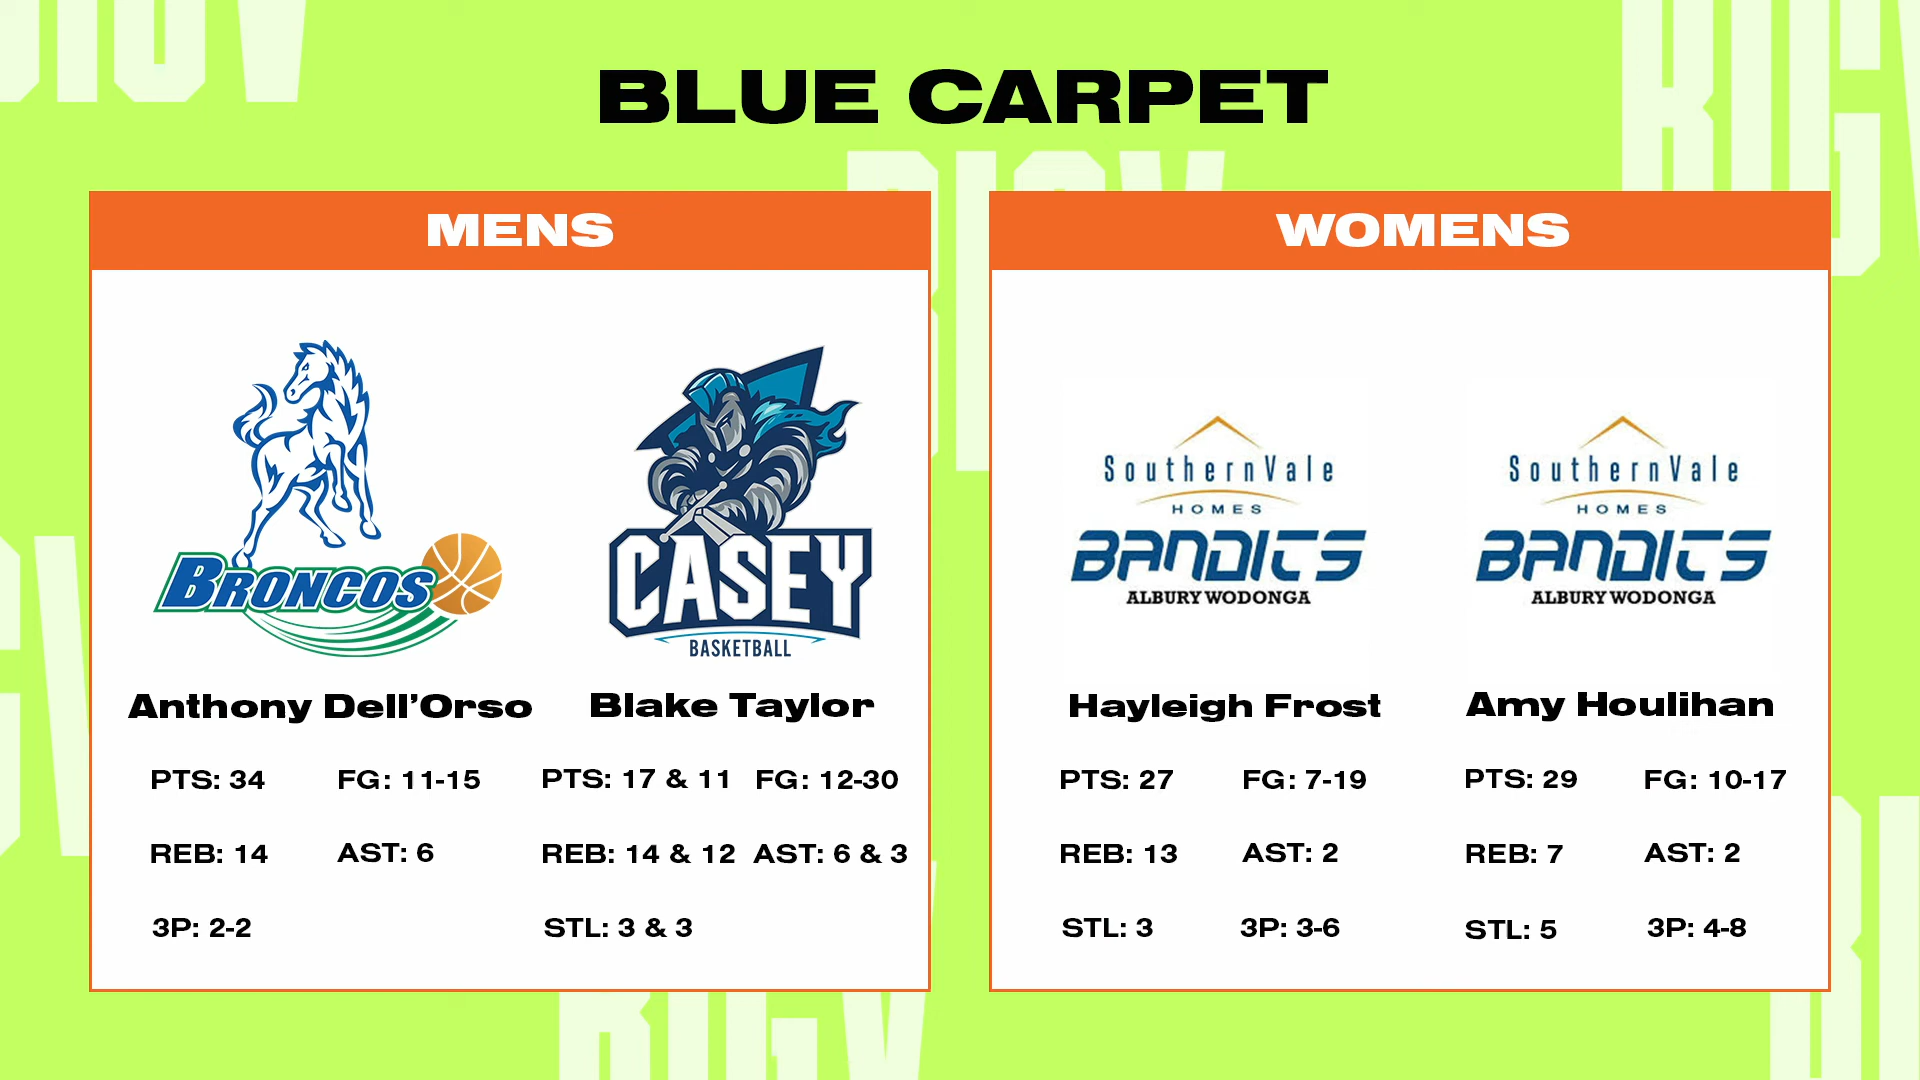 BIGV
BIGV
BLUE CARPET
BIGV
MENS
WOMENS
BRONCOS
CASEY
BASKETBALL
SouthernVale
HOMES
BANDITS
ALBURY WODONGA
SouthernVale
HOMES
BANDITS
ALBURY WODONGA
Anthony Dell'Orso
Blake Taylor
Hayleigh Frost
Amy Houlihan
PTS: 34 FG: 11-15
PTS: 17 & 11 FG: 12-30
PTS: 27 FG: 7-19
PTS: 29 FG: 10-17
REB: 14 AST: 6
REB: 14 & 12 AST: 6 & 3
REB: 13 AST: 2
REB: 7 AST: 2
3P: 2-2
STL: 3 & 3
STL: 3 3P: 3-6
STL: 5 3P: 4-8
BIGV